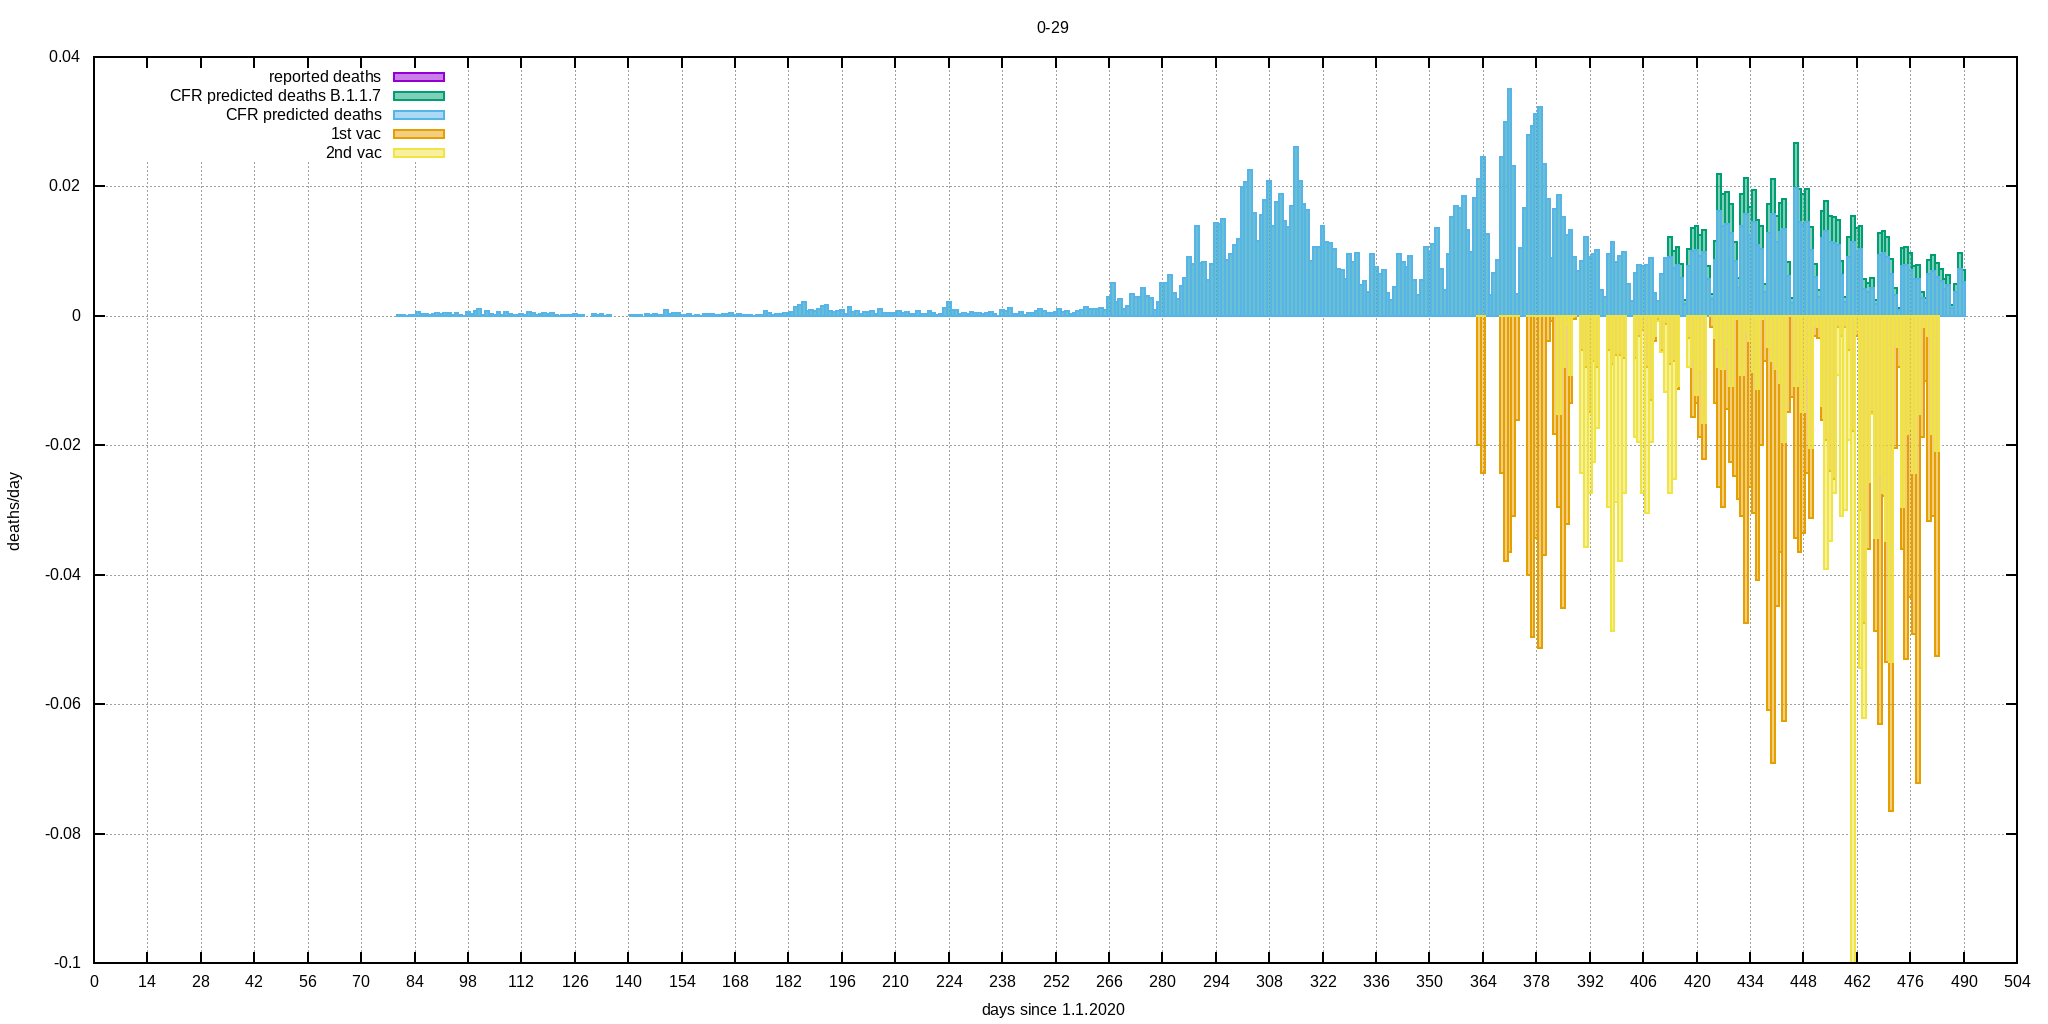 0-29
0.04
0.02
0
-0.02
-0.04
-0.06
-0.08
-0.1
deaths/day
reported deaths
CFR predicted deaths B.1.1.7
CFR predicted deaths
1st vac
2nd vac
0 14 28 42 56 70 84 98 112 126 140 154 168 182 196 210 224 238 252 266 280 294 308 322 336 350 364 378 392 406 420 434 448 462 476 490 504
days since 1.1.2020